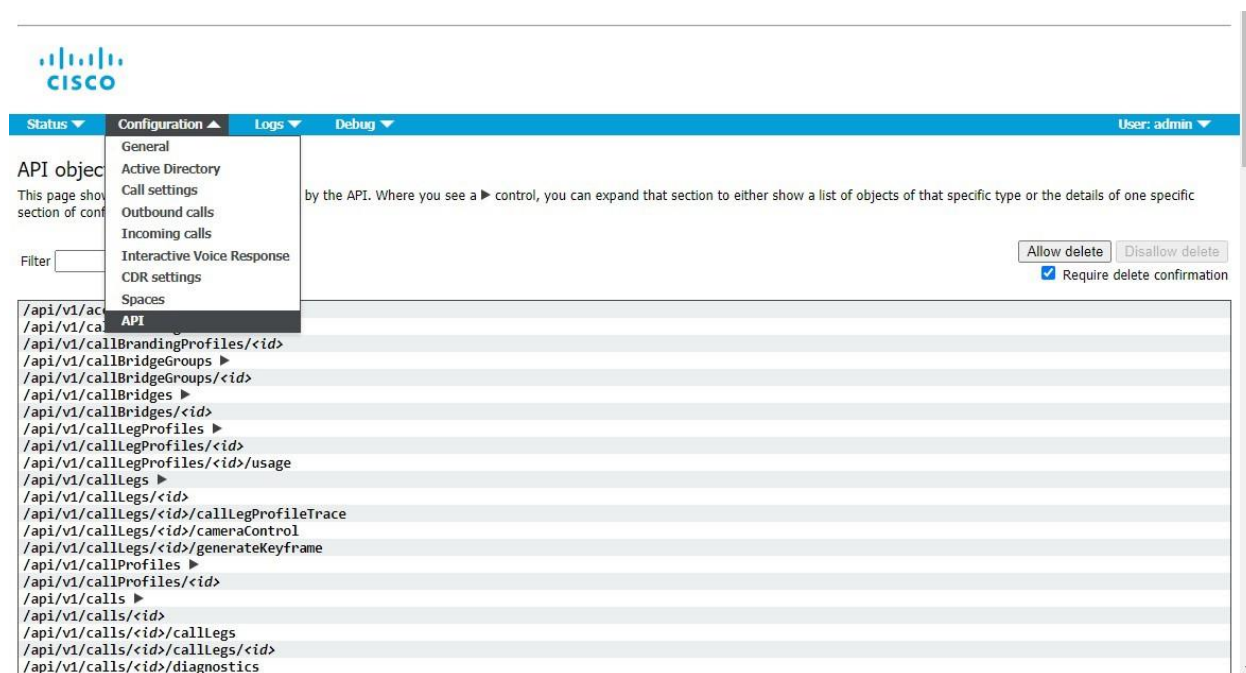 CISCO
Status ▼ Configuration ▲ Logs ▼ Debug ▼ User: admin ▼
General
Active Directory
Call settings
Outbound calls
Incoming calls
Interactive Voice Response
CDR settings
Spaces
API
API objec
This page show by the API. Where you see a ▶ control, you can expand that section to either show a list of objects of that specific type or the details of one specific
section of conf
Filter
Allow delete Disallow delete
Require delete confirmation
/api/v1/acc
/api/v1/cal
/api/v1/callBrandingProfiles/<id>
/api/v1/callBridgeGroups ▶
/api/v1/callBridgeGroups/<id>
/api/v1/callBridges ▶
/api/v1/callBridges/<id>
/api/v1/callLegProfiles ▶
/api/v1/callLegProfiles/<id>
/api/v1/callLegProfiles/<id>/usage
/api/v1/callLegs ▶
/api/v1/callLegs/<id>
/api/v1/callLegs/<id>/callLegProfileTrace
/api/v1/callLegs/<id>/cameraControl
/api/v1/callLegs/<id>/generateKeyframe
/api/v1/callProfiles ▶
/api/v1/callProfiles/<id>
/api/v1/calls ▶
/api/v1/calls/<id>
/api/v1/calls/<id>/callLegs
/api/v1/calls/<id>/callLegs/<id>
/api/v1/calls/<id>/diagnostics